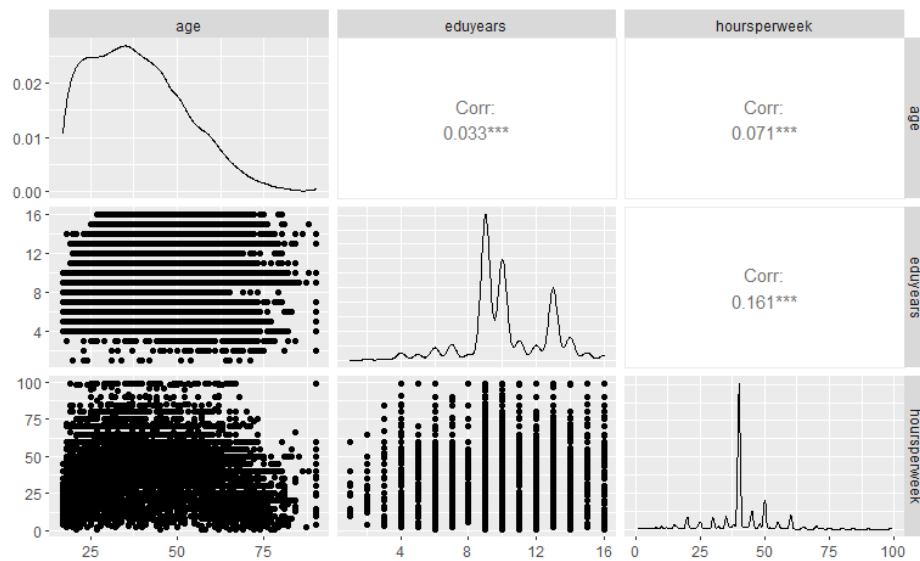 age eduyears hoursperweek
0.02
0.01
0.00
Corr:
0.033***
Corr:
0.071***
age
16
12
8
4
Corr:
0.161***
eduyears
100
75
50
25
0
hoursperweek
25 50 75
4 8 12 16
0 25 50 75 100